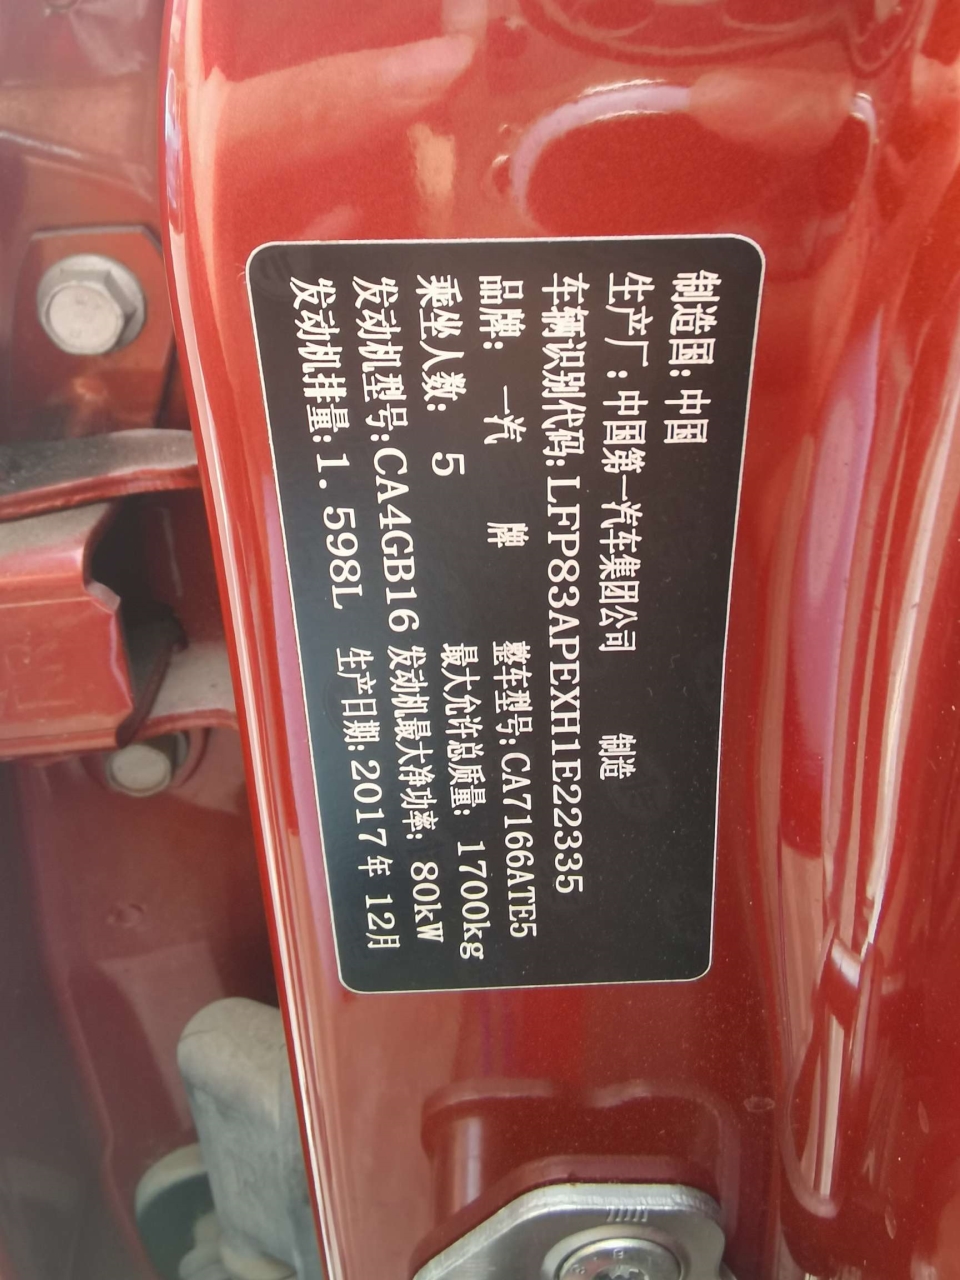 制造国: 中国
生产厂: 中国第一汽车集团公司 制造
车辆识别代码: LFP83APEXH1E22335
品牌: 一汽 牌 整车型号: CA7166ATE5
乘坐人数: 5 最大允许总质量: 1700kg
发动机型号: CA4GB16 发动机最大净功率: 80kW
发动机排量: 1.598L 生产日期: 2017年 12月